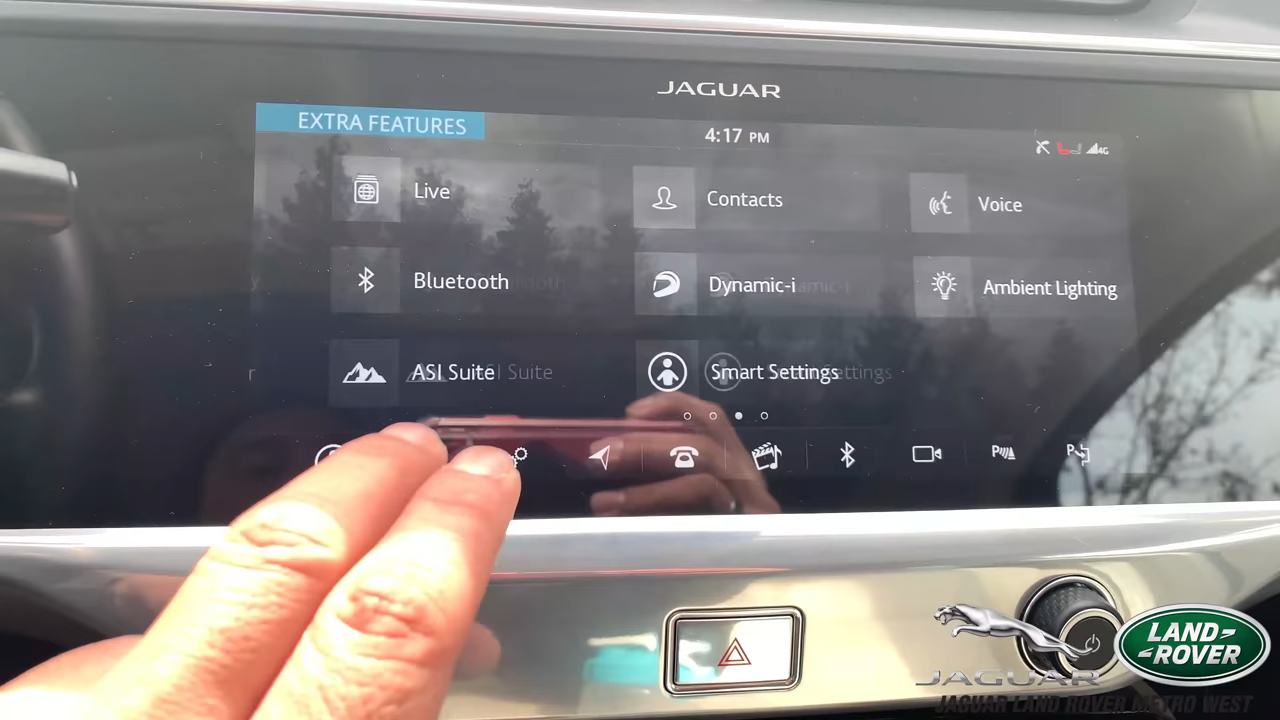 JAGUAR
EXTRA FEATURES
4:17 PM
4G
Live
Contacts
Voice
Bluetooth
Dynamic-i
Ambient Lighting
ASI Suite
Smart Settings
LAND-
-ROVER
JAGUAR
JAGUAR LAND ROVER METRO WEST